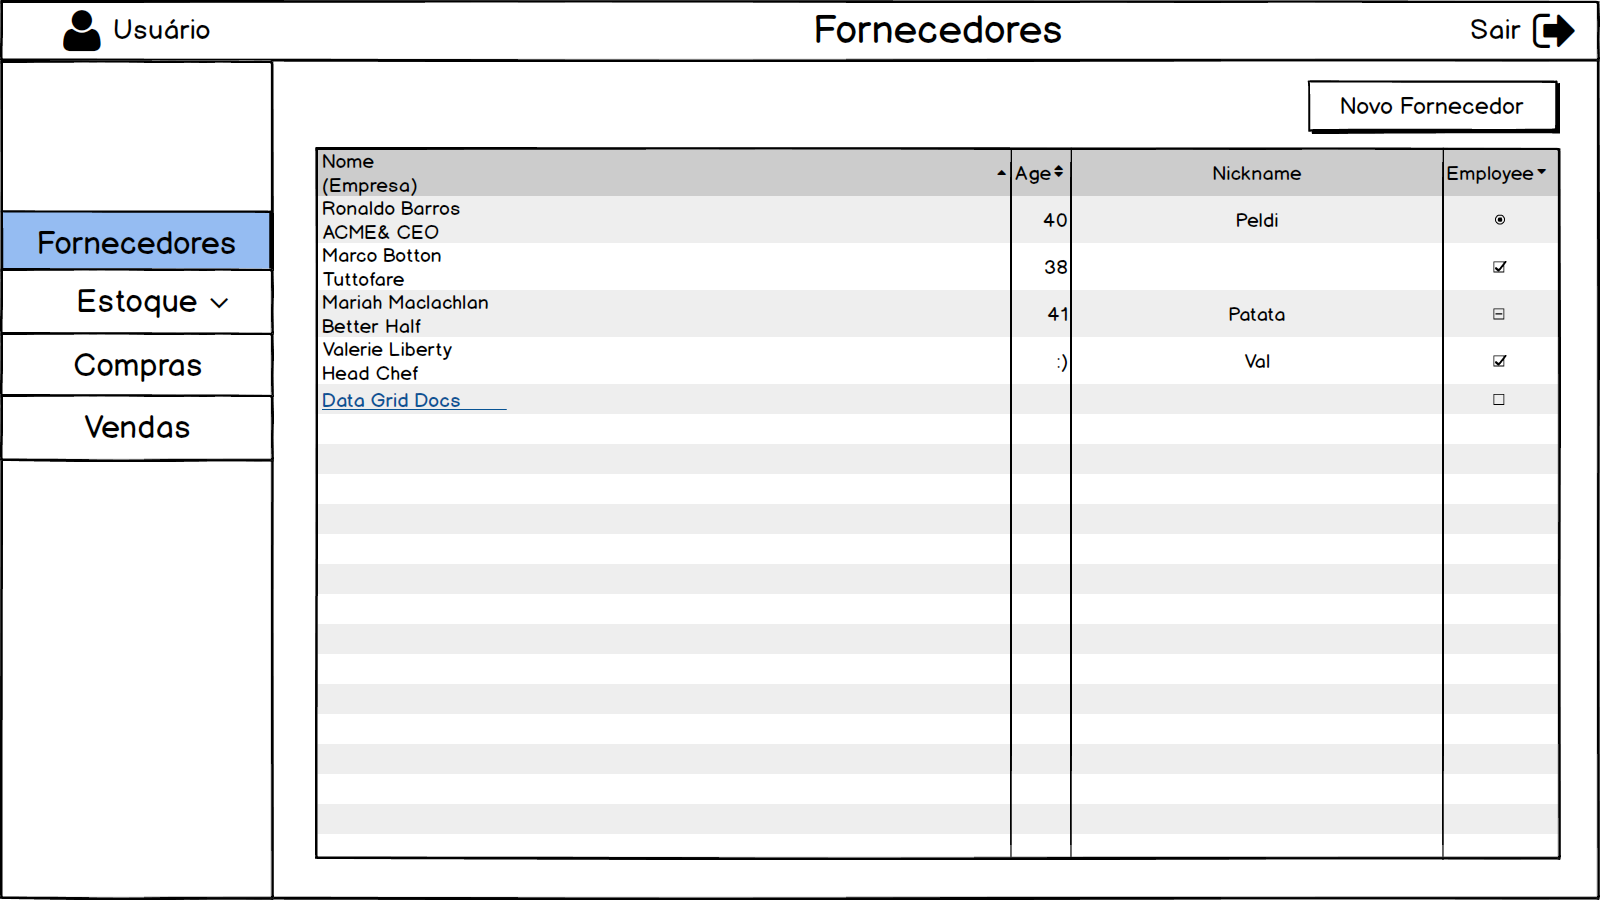 Usuário
Fornecedores
Sair
Novo Fornecedor
Fornecedores
Estoque
Compras
Vendas
Nome
(Empresa)
Age
Nickname
Employee
Ronaldo Barros
ACME& CEO
40
Peldi
Marco Botton
Tuttofare
38
Mariah Maclachlan
Better Half
41
Patata
Valerie Liberty
Head Chef
:)
Val
Data Grid Docs